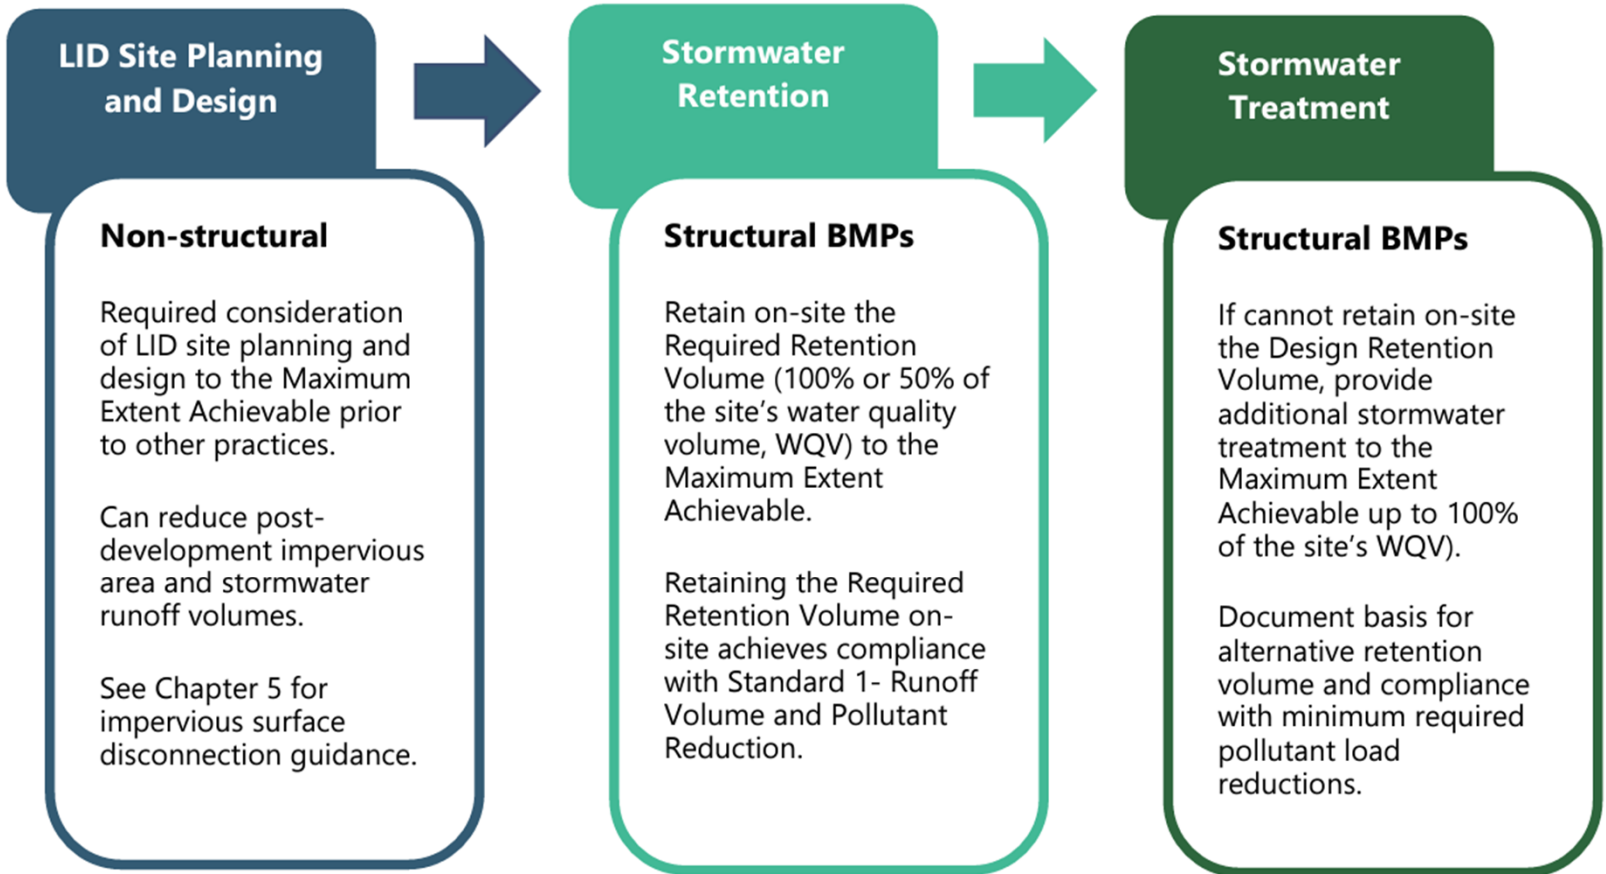 LID Site Planning
and Design
Non-structural
Required consideration
of LID site planning and
design to the Maximum
Extent Achievable prior
to other practices.
Can reduce post-
development impervious
area and stormwater
runoff volumes.
See Chapter 5 for
impervious surface
disconnection guidance.
Stormwater
Retention
Structural BMPs
Retain on-site the
Required Retention
Volume (100% or 50% of
the site’s water quality
volume, WQV) to the
Maximum Extent
Achievable.
Retaining the Required
Retention Volume on-
site achieves compliance
with Standard 1- Runoff
Volume and Pollutant
Reduction.
Stormwater
Treatment
Structural BMPs
If cannot retain on-site
the Design Retention
Volume, provide
additional stormwater
treatment to the
Maximum Extent
Achievable up to 100%
of the site’s WQV).
Document basis for
alternative retention
volume and compliance
with minimum required
pollutant load
reductions.